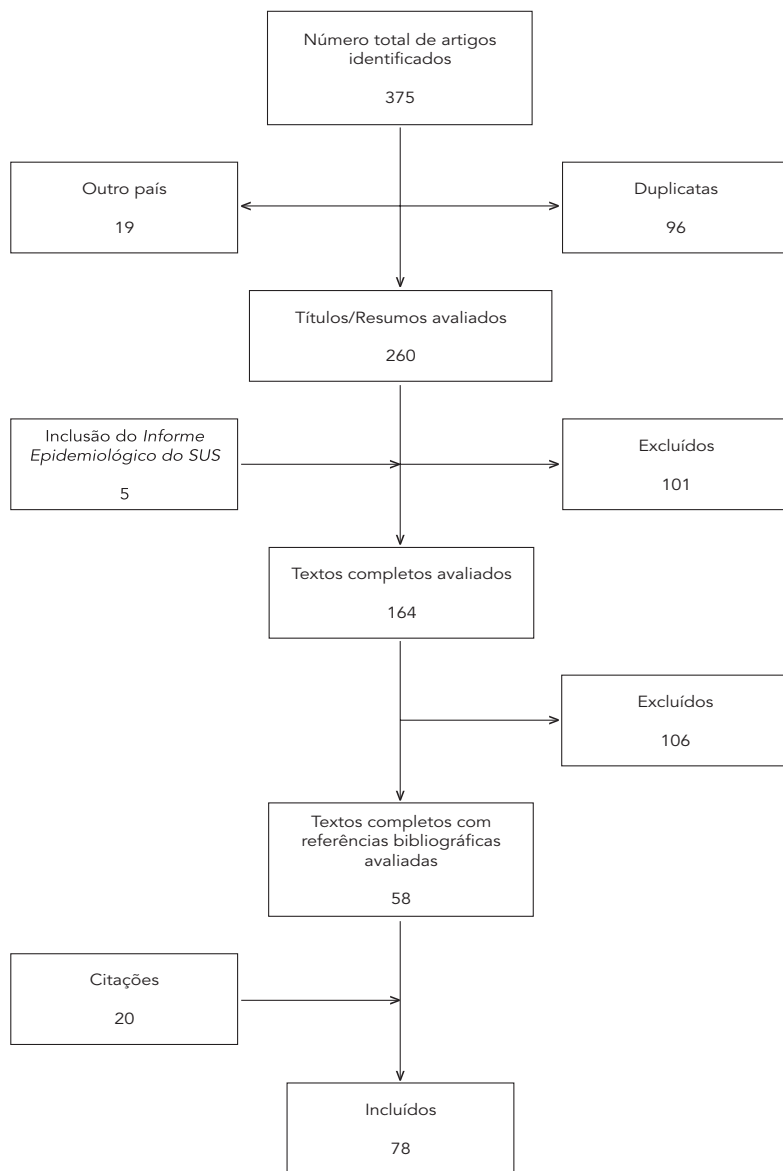 Número total de artigos
identificados
375
Outro país
19
Duplicatas
96
Títulos/Resumos avaliados
260
Inclusão do Informe
Epidemiológico do SUS
5
Excluídos
101
Textos completos avaliados
164
Excluídos
106
Textos completos com
referências bibliográficas
avaliadas
58
Citações
20
Incluídos
78